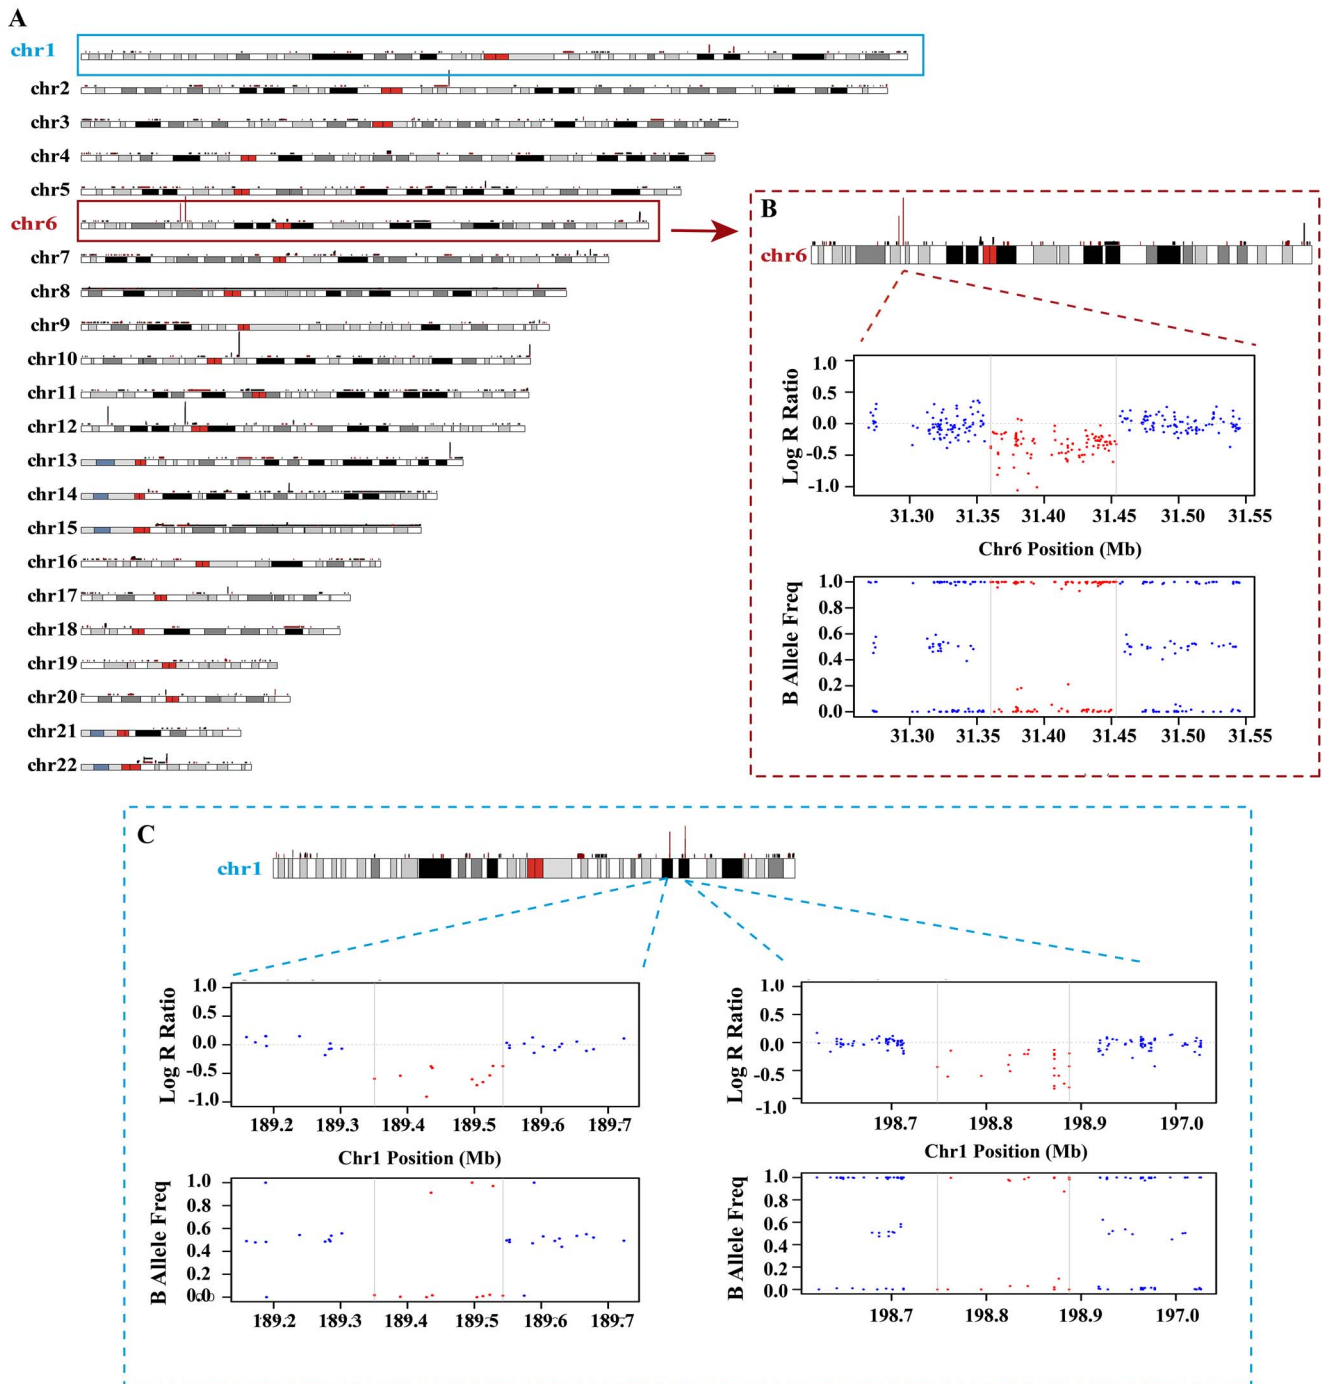 A
chr1
chr2
chr3
chr4
chr5
chr6
chr7
chr8
chr9
chr10
chr11
chr12
chr13
chr14
chr15
chr16
chr17
chr18
chr19
chr20
chr21
chr22
B
chr6
Log R Ratio
1.0
0.5
0.0
-0.5
-1.0
31.30 31.35 31.40 31.45 31.50 31.55
Chr6 Position (Mb)
B Allele Freq
1.0
0.8
0.6
0.4
0.2
0.0
31.30 31.35 31.40 31.45 31.50 31.55
C
chr1
Log R Ratio
1.0
0.5
0.0
-0.5
-1.0
189.2 189.3 189.4 189.5 189.6 189.7
Chr1 Position (Mb)
B Allele Freq
1.0
0.8
0.6
0.4
0.2
0.0
189.2 189.3 189.4 189.5 189.6 189.7
Log R Ratio
1.0
0.5
0.0
-0.5
-1.0
198.7 198.8 198.9 197.0
Chr1 Position (Mb)
B Allele Freq
1.0
0.8
0.6
0.4
0.2
0.0
198.7 198.8 198.9 197.0